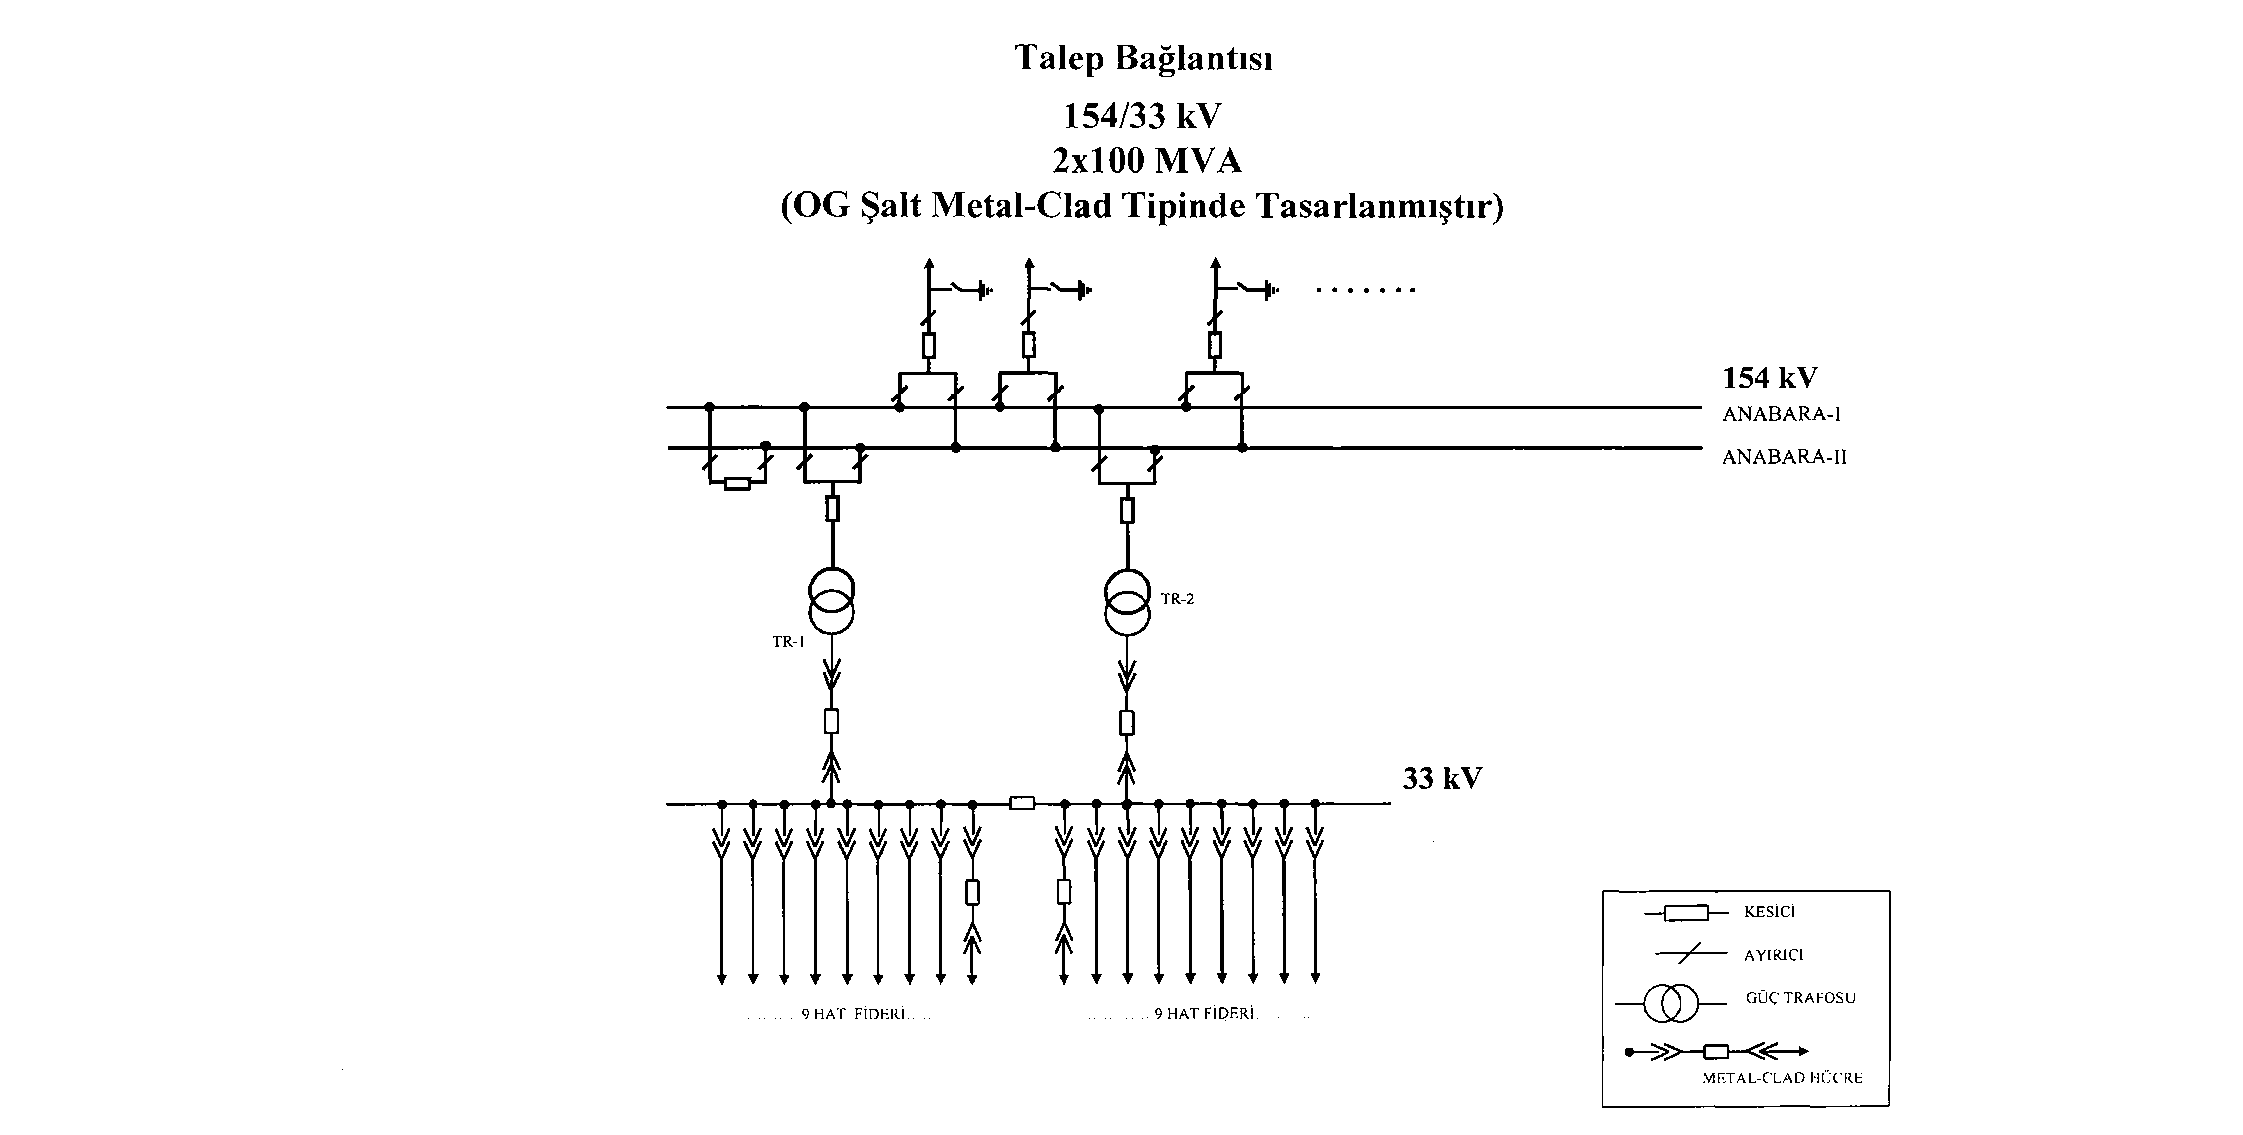 Talep Bağlantısı
154/33 kV
2x100 MVA
(OG Şalt Metal-Clad Tipinde Tasarlanmıştır)
154 kV
ANABARA-I
ANABARA-II
TR-2
TR-1
33 kV
9 HAT FİDERİ
9 HAT FİDERİ
KESİCİ
AYIRICI
GÜÇ TRAFOSU
METAL-CLAD HÜCRE